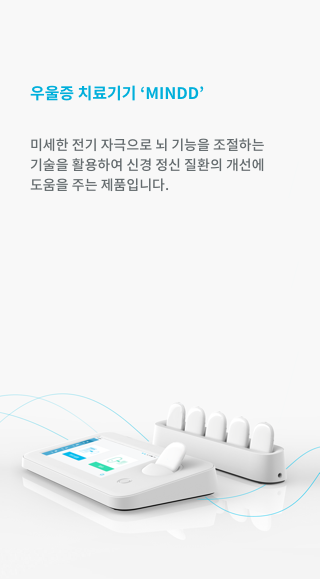 우울증 치료기기 ‘MINDD’
미세한 전기 자극으로 뇌 기능을 조절하는
기술을 활용하여 신경 정신 질환의 개선에
도움을 주는 제품입니다.